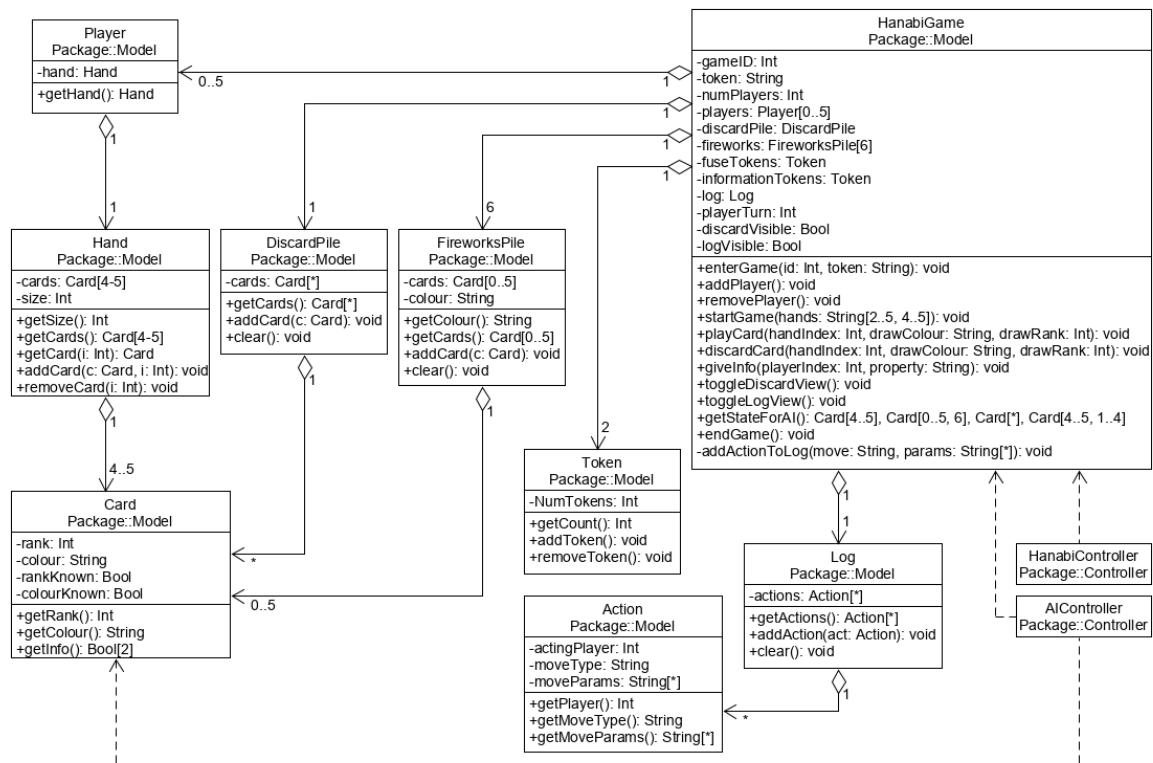 Player
Package::Model
-hand: Hand
+getHand(): Hand
HanabiGame
Package::Model
-gameID: Int
-token: String
-numPlayers: Int
-players: Player[0..5]
-discardPile: DiscardPile
-fireworks: FireworksPile[6]
-fuseTokens: Token
-informationTokens: Token
-log: Log
-playerTurn: Int
-discardVisible: Bool
-logVisible: Bool
+enterGame(id: Int, token: String): void
+addPlayer(): void
+removePlayer(): void
+startGame(hands: String[2..5, 4..5]): void
+playCard(handIndex: Int, drawColour: String, drawRank: Int): void
+discardCard(handIndex: Int, drawColour: String, drawRank: Int): void
+giveInfo(playerIndex: Int, property: String): void
+toggleDiscardView(): void
+toggleLogView(): void
+getStateForAI(): Card[4..5], Card[0..5, 6], Card[*], Card[4..5, 1..4]
+endGame(): void
-addActionToLog(move: String, params: String[*]): void
0..5
1
1
1
1
1
1
1
6
2
Hand
Package::Model
-cards: Card[4-5]
-size: Int
+getSize(): Int
+getCards(): Card[4-5]
+getCard(i: Int): Card
+addCard(c: Card, i: Int): void
+removeCard(i: Int): void
DiscardPile
Package::Model
-cards: Card[*]
+getCards(): Card[*]
+addCard(c: Card): void
+clear(): void
FireworksPile
Package::Model
-cards: Card[0..5]
-colour: String
+getColour(): String
+getCards(): Card[0..5]
+addCard(c: Card): void
+clear(): void
1
1
1
4..5
*
0..5
Card
Package::Model
-rank: Int
-colour: String
-rankKnown: Bool
-colourKnown: Bool
+getRank(): Int
+getColour(): String
+getInfo(): Bool[2]
Token
Package::Model
-NumTokens: Int
+getCount(): Int
+addToken(): void
+removeToken(): void
1
1
Log
Package::Model
-actions: Action[*]
+getActions(): Action[*]
+addAction(act: Action): void
+clear(): void
1
*
Action
Package::Model
-actingPlayer: Int
-moveType: String
-moveParams: String[*]
+getPlayer(): Int
+getMoveType(): String
+getMoveParams(): String[*]
HanabiController
Package::Controller
AIController
Package::Controller